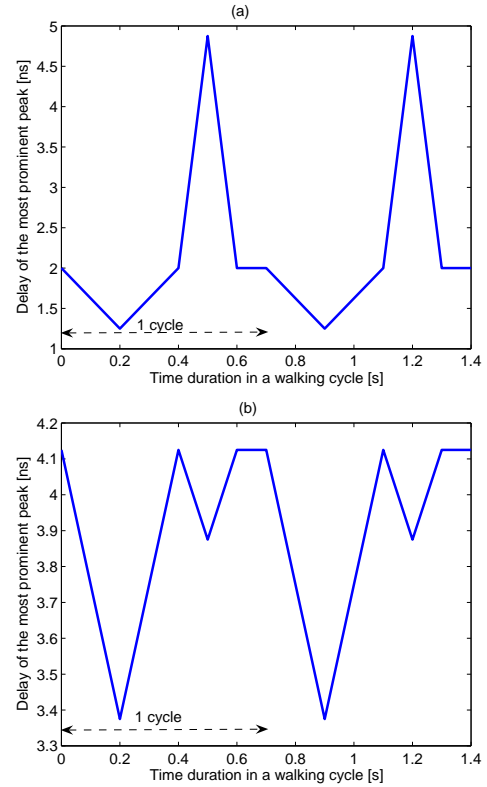 (a)
Delay of the most prominent peak [ns]
5
4.5
4
3.5
3
2.5
2
1.5
1
1 cycle
0 0.2 0.4 0.6 0.8 1 1.2 1.4
Time duration in a walking cycle [s]
(b)
Delay of the most prominent peak [ns]
4.2
4.1
4
3.9
3.8
3.7
3.6
3.5
3.4
3.3
1 cycle
0 0.2 0.4 0.6 0.8 1 1.2 1.4
Time duration in a walking cycle [s]